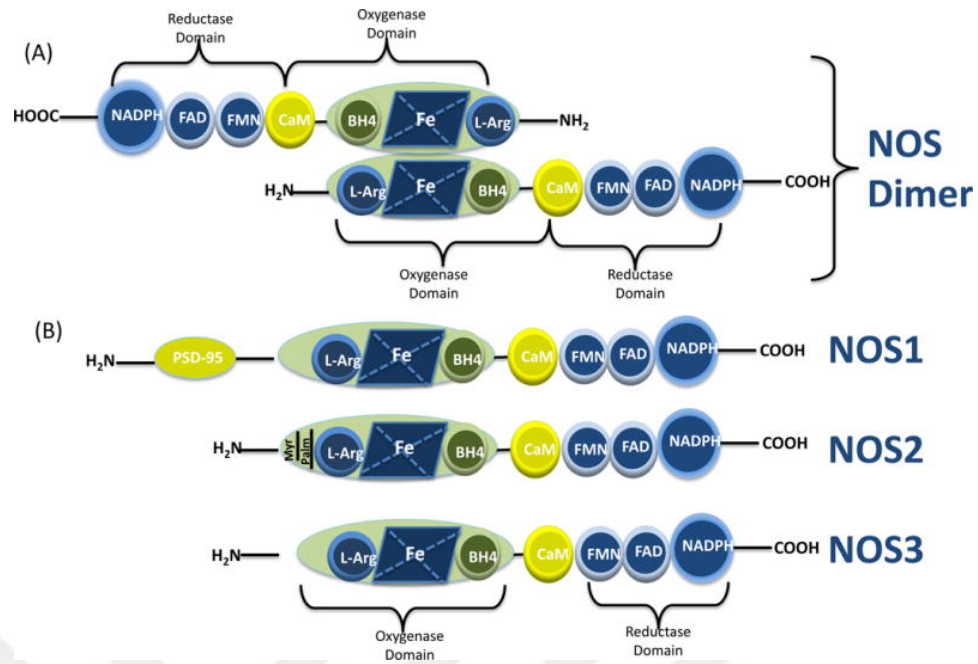 (A)
Reductase
Domain
Oxygenase
Domain
HOOC
NADPH
FAD
FMN
CaM
BH4
Fe
L-Arg
NH2
H2N
L-Arg
Fe
BH4
CaM
FMN
FAD
NADPH
COOH
Oxygenase
Domain
Reductase
Domain
NOS
Dimer
(B)
H2N
PSD-95
L-Arg
Fe
BH4
CaM
FMN
FAD
NADPH
COOH
NOS1
H2N
Myr
Palm
L-Arg
Fe
BH4
CaM
FMN
FAD
NADPH
COOH
NOS2
H2N
L-Arg
Fe
BH4
CaM
FMN
FAD
NADPH
COOH
NOS3
Oxygenase
Domain
Reductase
Domain